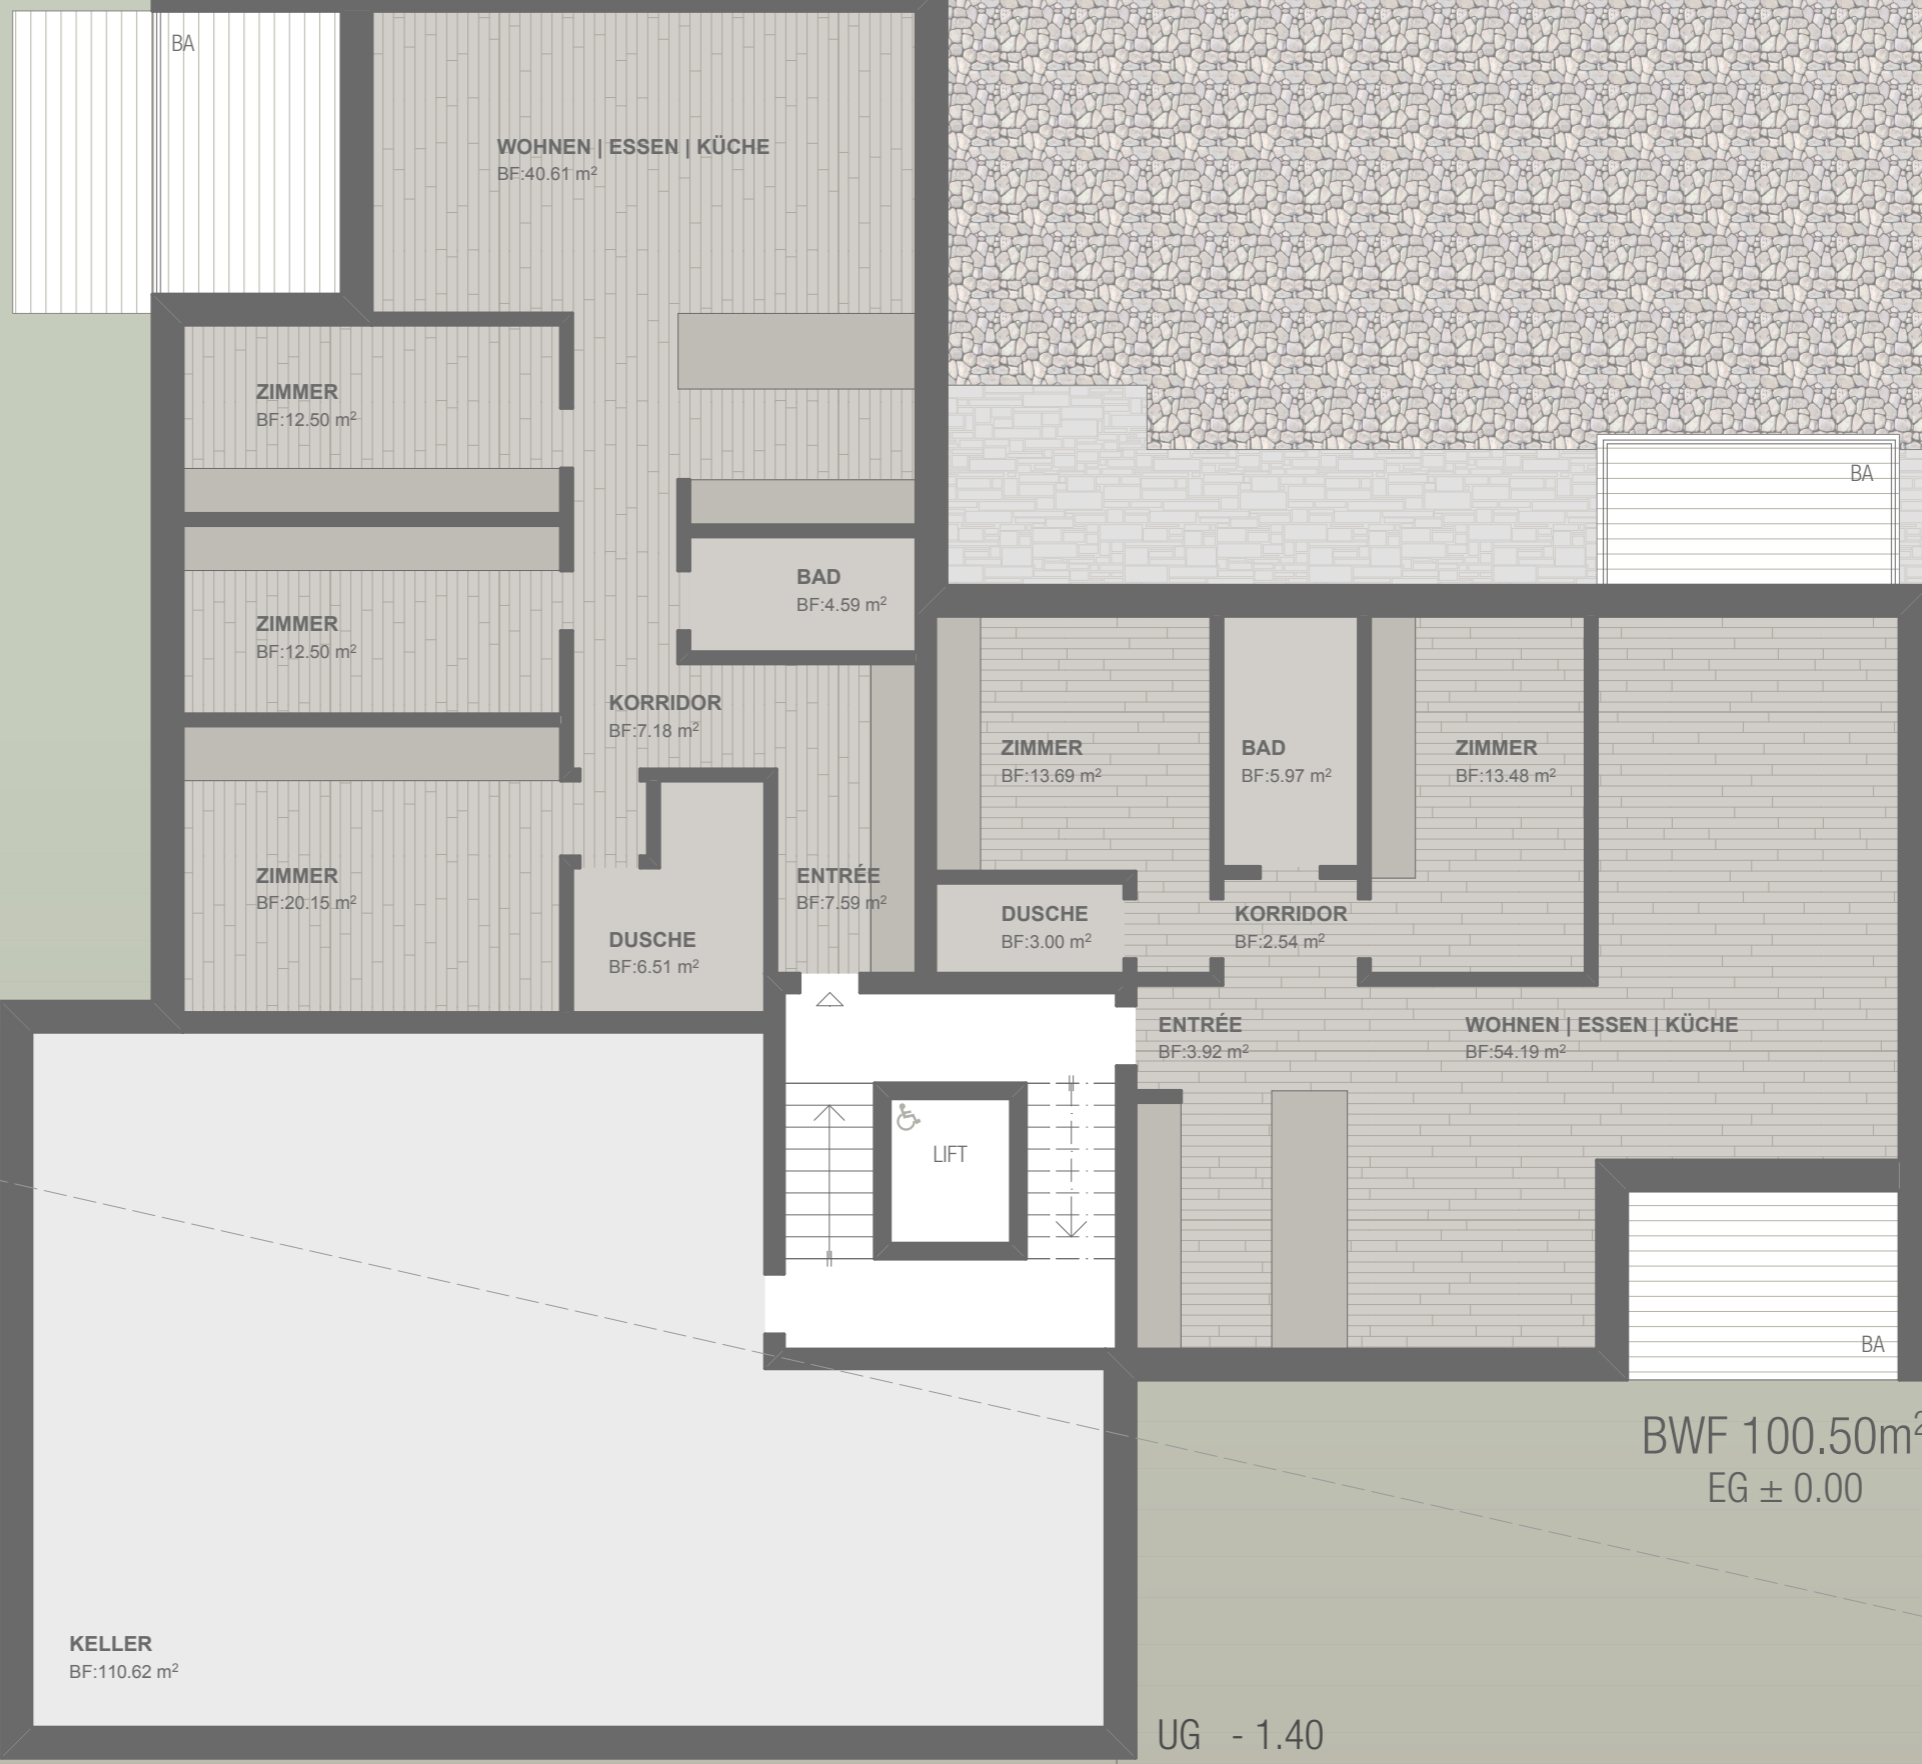 BA
WOHNEN | ESSEN | KÜCHE
BF:40.61 m²
ZIMMER
BF:12.50 m²
BA
BAD
BF:4.59 m²
ZIMMER
BF:12.50 m²
KORRIDOR
BF:7.18 m²
ZIMMER
BF:13.69 m²
BAD
BF:5.97 m²
ZIMMER
BF:13.48 m²
ZIMMER
BF:20.15 m²
ENTRÉE
BF:7.59 m²
DUSCHE
BF:6.51 m²
DUSCHE
BF:3.00 m²
KORRIDOR
BF:2.54 m²
ENTRÉE
BF:3.92 m²
WOHNEN | ESSEN | KÜCHE
BF:54.19 m²
LIFT
BA
BWF 100.50m²
EG ± 0.00
KELLER
BF:110.62 m²
UG - 1.40